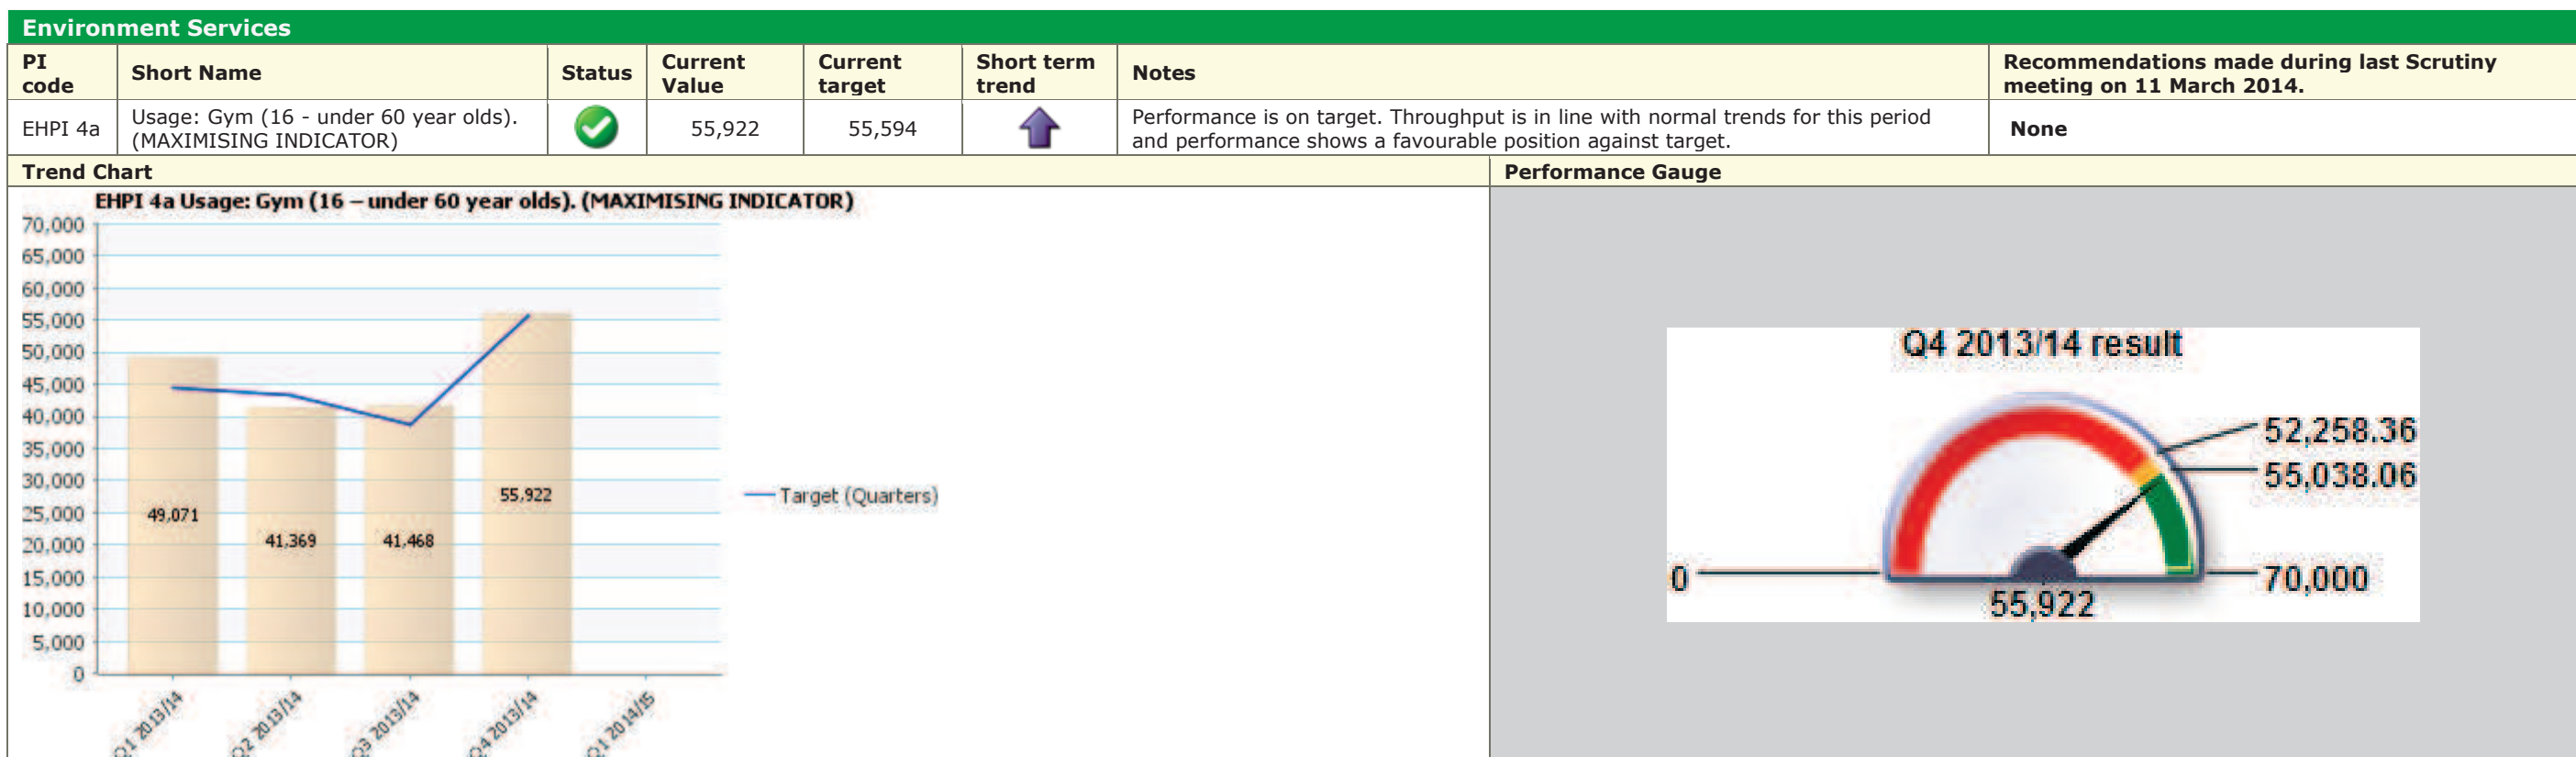 Environment Services
PI code
Short Name
Status
Current Value
Current target
Short term trend
Notes
Recommendations made during last Scrutiny
meeting on 11 March 2014.
EHPI 4a
Usage: Gym (16 - under 60 year olds).
(MAXIMISING INDICATOR)
55,922
55,594
Performance is on target. Throughput is in line with normal trends for this period
and performance shows a favourable position against target.
None
Trend Chart
Performance Gauge
EHPI 4a Usage: Gym (16 – under 60 year olds). (MAXIMISING INDICATOR)
70,000
65,000
60,000
55,000
50,000
45,000
40,000
35,000
30,000
25,000
20,000
15,000
10,000
5,000
0
49,071
41,369
41,468
55,922
Target (Quarters)
Q1 2013/14
Q2 2013/14
Q3 2013/14
Q4 2013/14
Q1 2014/15
Q4 2013/14 result
52,258.36
55,038.06
0
70,000
55,922